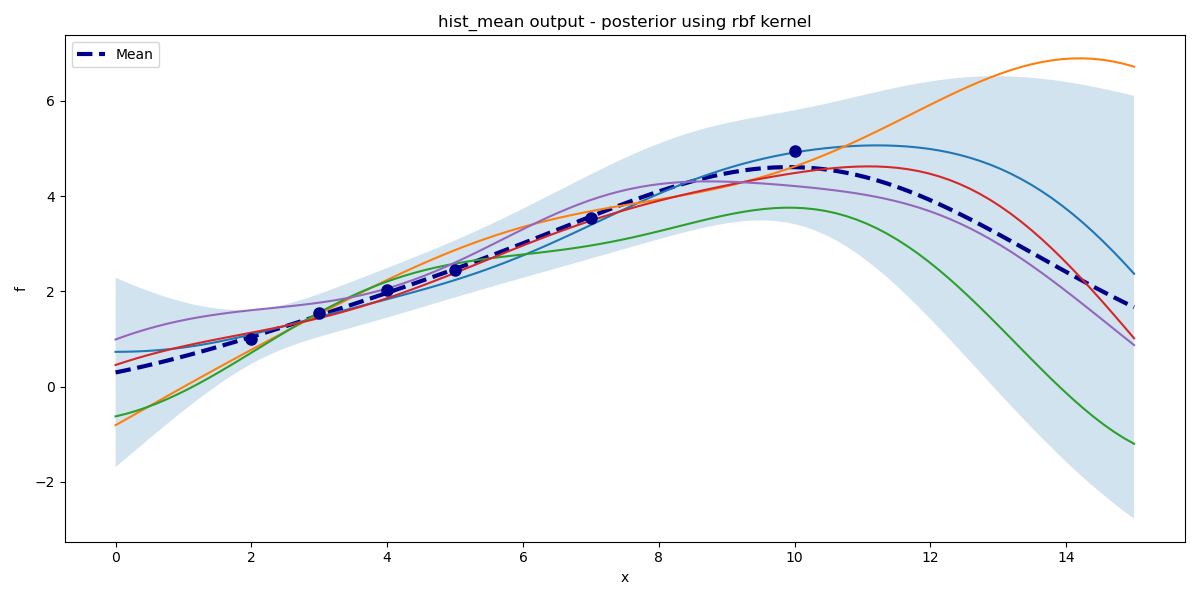 hist_mean output - posterior using rbf kernel
Mean
f
6
4
2
0
−2
0 2 4 6 8 10 12 14
x